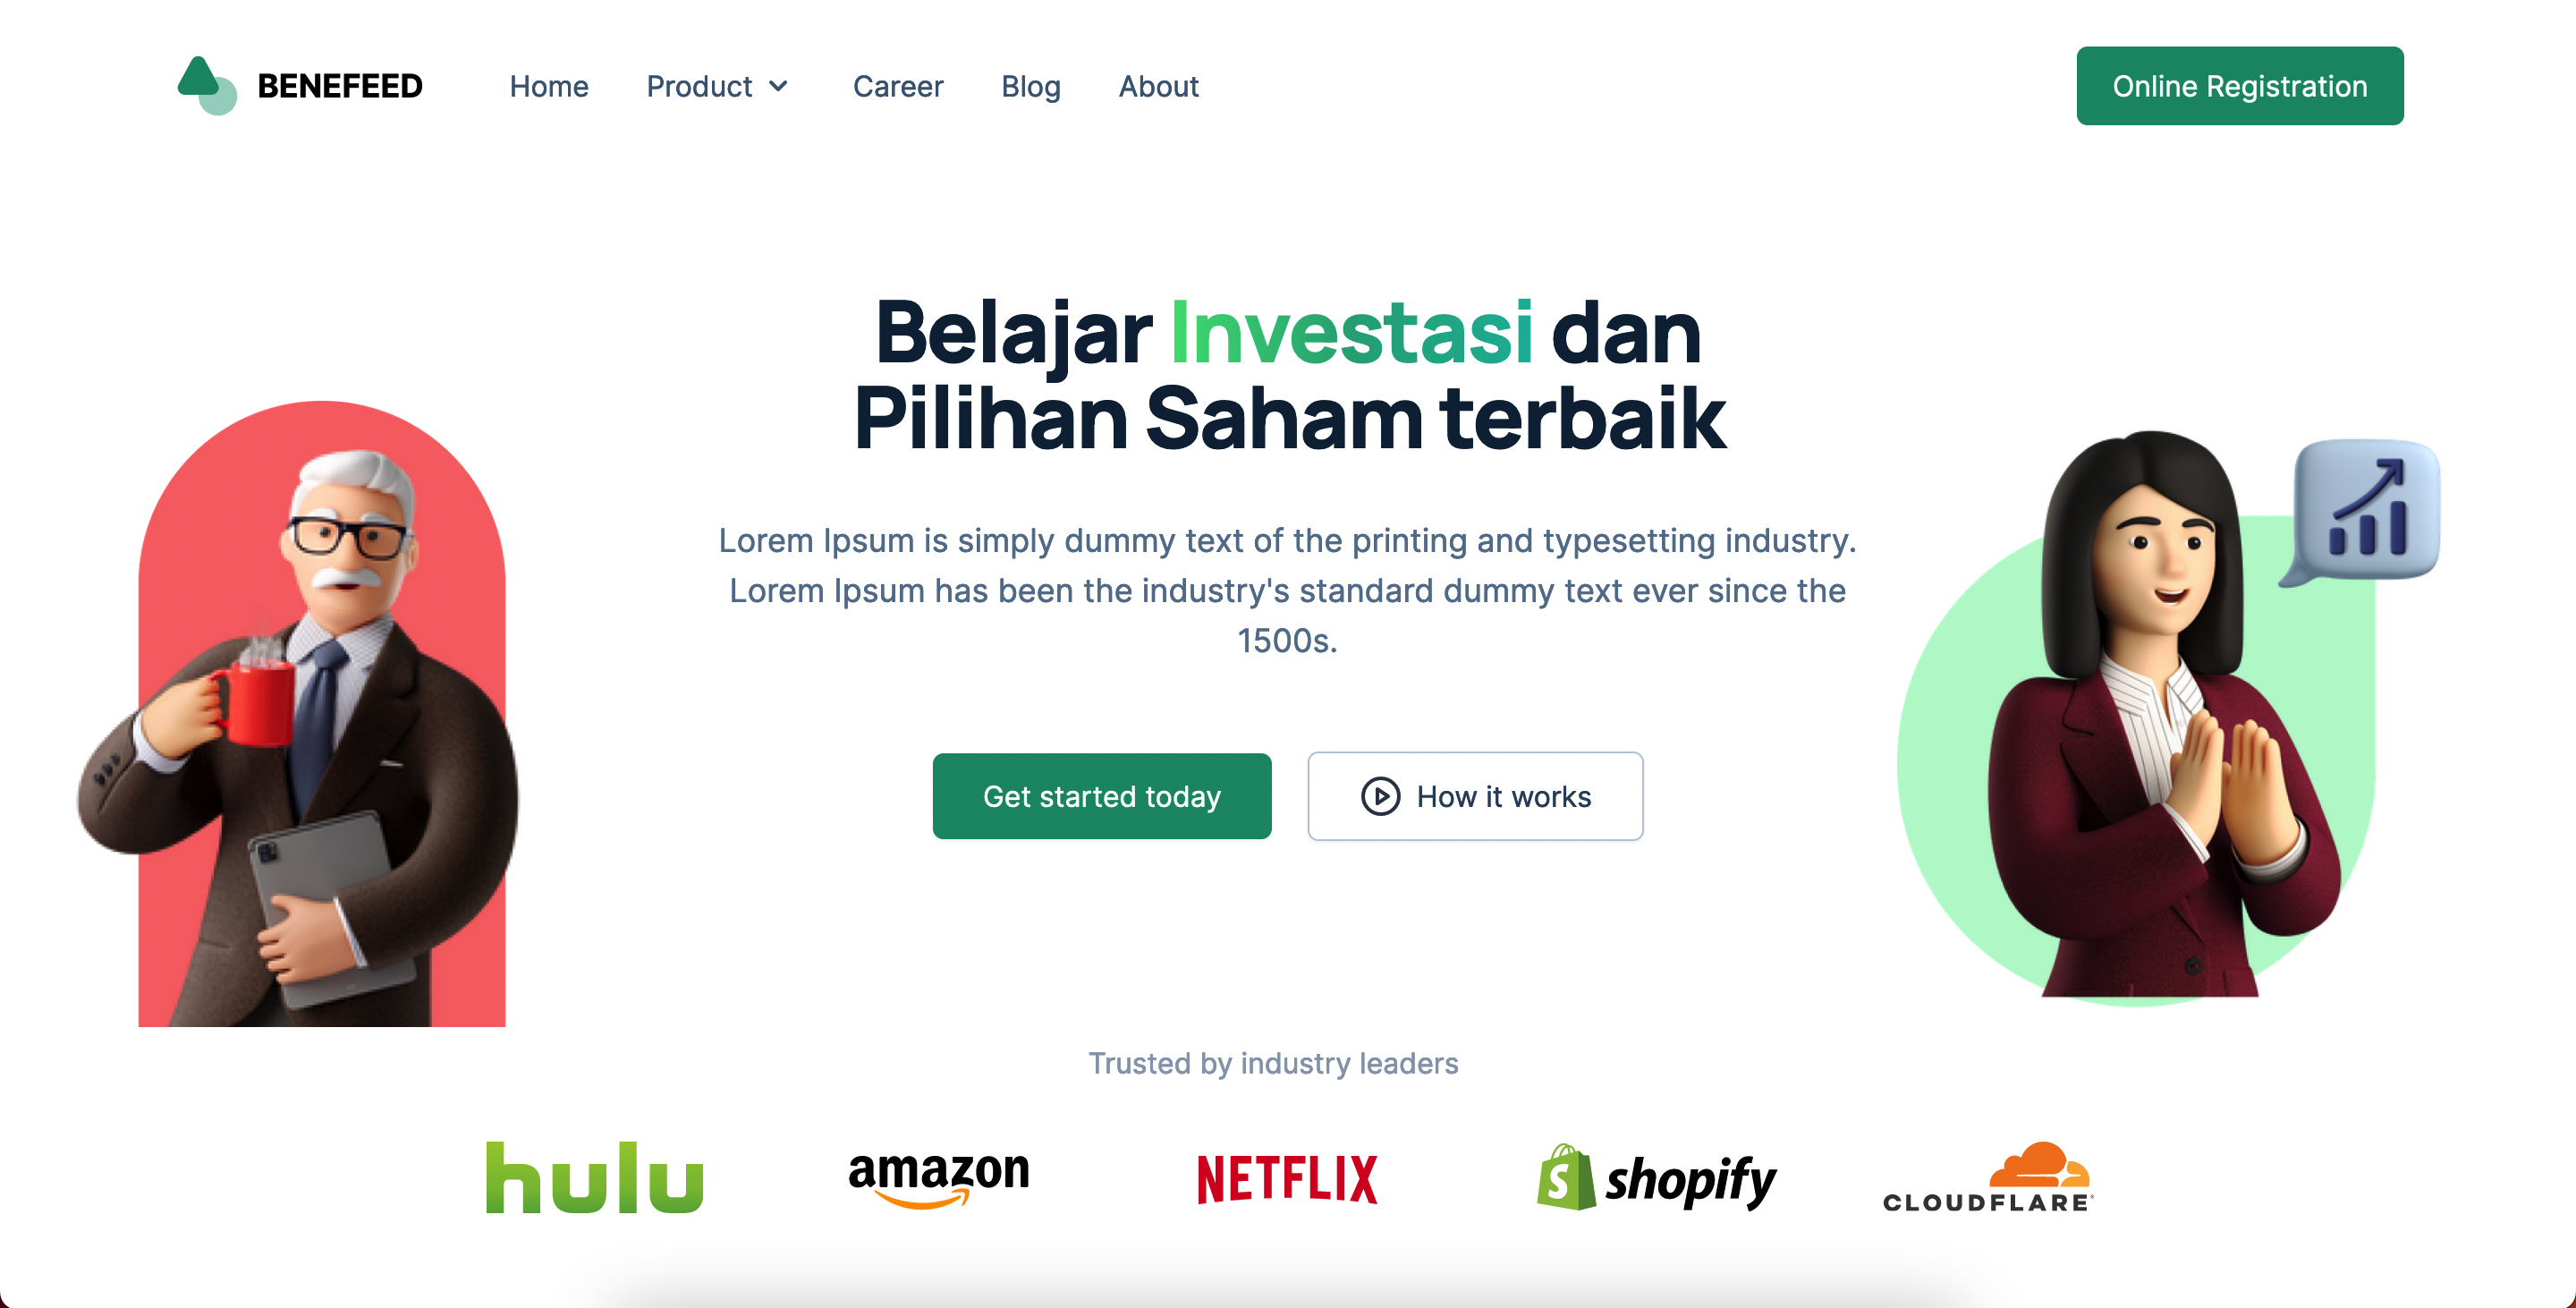 BENEFEED
Home Product Career Blog About
Online Registration
Belajar Investasi dan
Pilihan Saham terbaik
Lorem Ipsum is simply dummy text of the printing and typesetting industry.
Lorem Ipsum has been the industry's standard dummy text ever since the
1500s.
Get started today
How it works
Trusted by industry leaders
hulu
amazon
NETFLIX
shopify
CLOUDFLARE